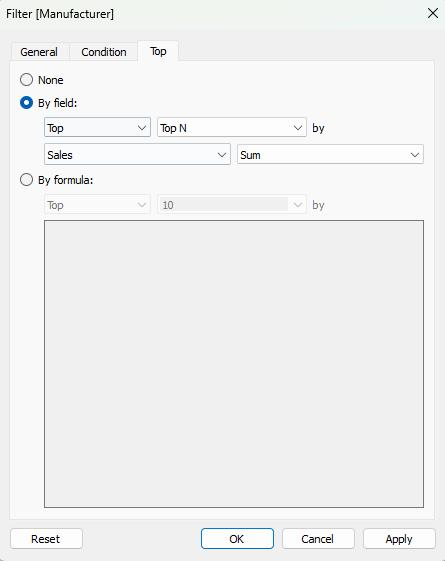 Filter [Manufacturer]
General Condition Top
None
By field:
Top Top N by
Sales Sum
By formula:
Top 10 by
Reset OK Cancel Apply